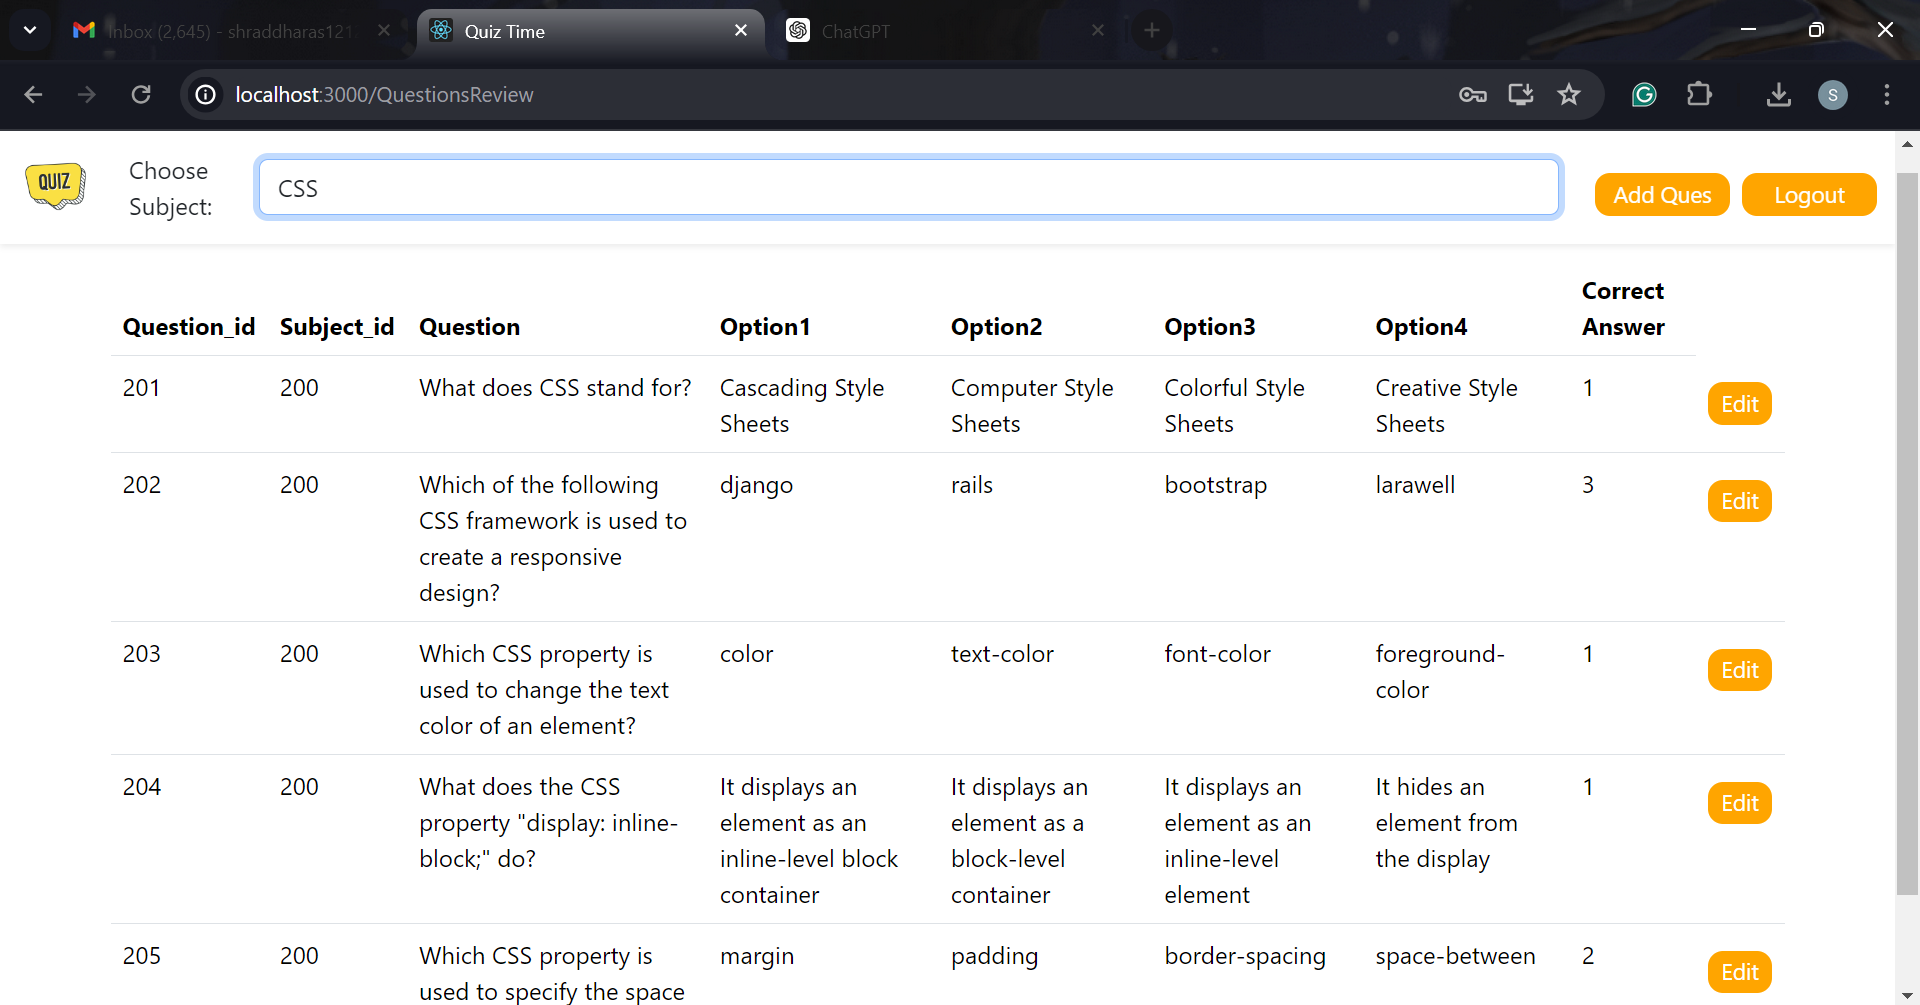 Inbox (2,645) - shraddharas121
Quiz Time
ChatGPT
localhost:3000/QuestionsReview
S
QUIZ
Choose
Subject:
CSS
Add Ques
Logout
Question_id Subject_id Question Option1 Option2 Option3 Option4 Correct
Answer
201 200 What does CSS stand for? Cascading Style Computer Style Colorful Style Creative Style 1
Sheets Sheets Sheets Sheets
Edit
202 200 Which of the following django rails bootstrap larawell 3
CSS framework is used to
create a responsive
design?
Edit
203 200 Which CSS property is color text-color font-color foreground- 1
used to change the text color
color of an element?
Edit
204 200 What does the CSS It displays an It displays an It displays an It hides an 1
property "display: inline- element as an element as a element as an element from
block;" do? inline-level block block-level inline-level the display
container container element
Edit
205 200 Which CSS property is margin padding border-spacing space-between 2
used to specify the space
Edit